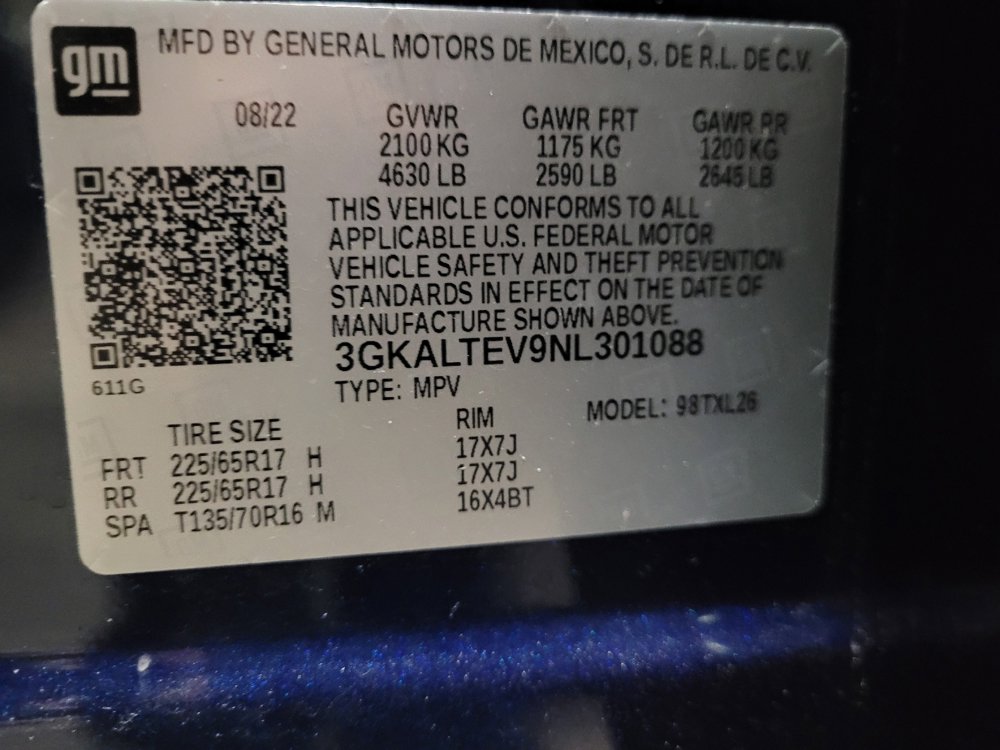 gm
MFD BY GENERAL MOTORS DE MEXICO, S. DE R.L. DE C.V.
08/22 GVWR GAWR FRT GAWR RR
2100 KG 1175 KG 1200 KG
4630 LB 2590 LB 2645 LB
THIS VEHICLE CONFORMS TO ALL
APPLICABLE U.S. FEDERAL MOTOR
VEHICLE SAFETY AND THEFT PREVENTION
STANDARDS IN EFFECT ON THE DATE OF
MANUFACTURE SHOWN ABOVE.
3GKALTEV9NL301088
611G
TYPE: MPV MODEL: 98TXL26
TIRE SIZE RIM
FRT 225/65R17 H 17X7J
RR 225/65R17 H 17X7J
SPA T135/70R16 M 16X4BT